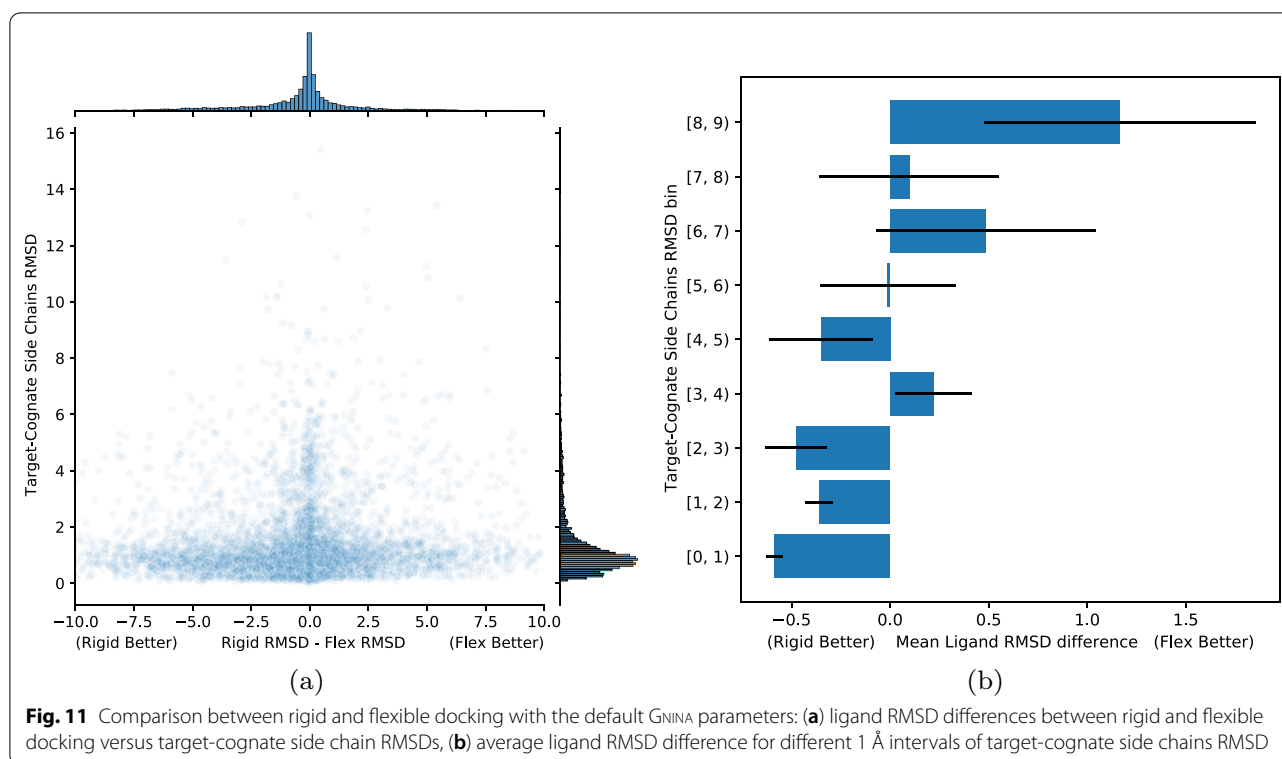 16
14
12
10
8
6
4
2
0
Target-Cognate Side Chains RMSD
−10.0 −7.5 −5.0 −2.5 0.0 2.5 5.0 7.5 10.0
(Rigid Better) Rigid RMSD - Flex RMSD (Flex Better)
(a)
[8, 9)
[7, 8)
[6, 7)
[5, 6)
[4, 5)
[3, 4)
[2, 3)
[1, 2)
[0, 1)
Target-Cognate Side Chains RMSD bin
−0.5 0.0 0.5 1.0 1.5
(Rigid Better) Mean Ligand RMSD difference (Flex Better)
(b)
Fig. 11 Comparison between rigid and flexible docking with the default GNINA parameters: (a) ligand RMSD differences between rigid and flexible
docking versus target-cognate side chain RMSDs, (b) average ligand RMSD difference for different 1 Å intervals of target-cognate side chains RMSD